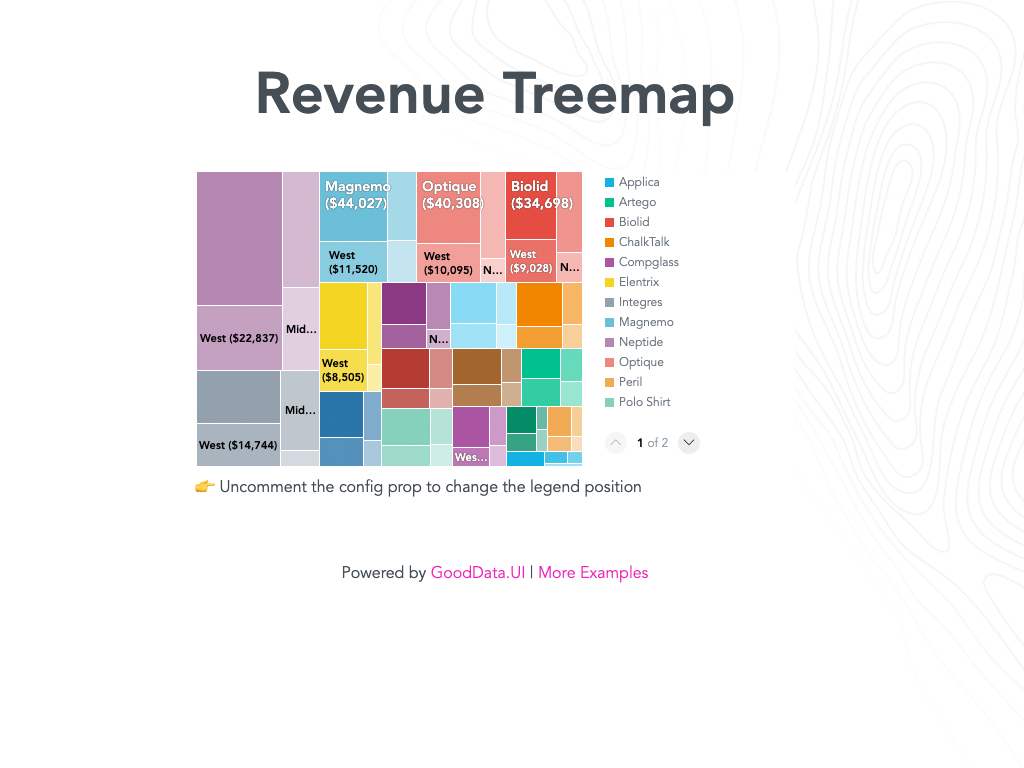 Revenue Treemap
Magnemo
($44,027)
Optique
($40,308)
Biolid
($34,698)
West
($11,520)
West
($10,095)
N...
West
($9,028)
N...
West ($22,837)
Mid...
N...
West
($8,505)
Mid...
West ($14,744)
Wes...
Applica
Artego
Biolid
ChalkTalk
Compglass
Elentrix
Integres
Magnemo
Neptide
Optique
Peril
Polo Shirt
1 of 2
👉 Uncomment the config prop to change the legend position
Powered by GoodData.UI | More Examples